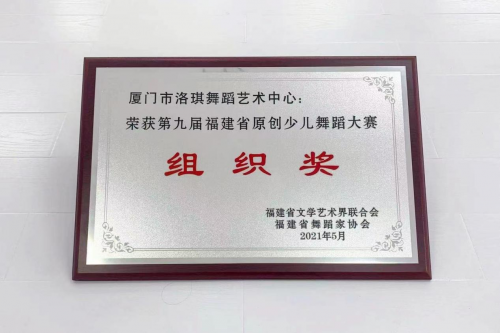 厦门市洛琪舞蹈艺术中心：
荣获第九届福建省原创少儿舞蹈大赛
组织奖
福建省文学艺术界联合会
福建省舞蹈家协会
2021年5月